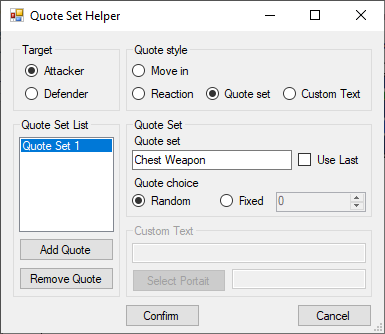 Quote Set Helper
Target
Attacker
Defender
Quote style
Move in
Reaction
Quote set
Custom Text
Quote Set List
Quote Set 1
Add Quote
Remove Quote
Quote Set
Quote set
Chest Weapon
Use Last
Quote choice
Random
Fixed
0
Custom Text
Select Portait
Confirm
Cancel